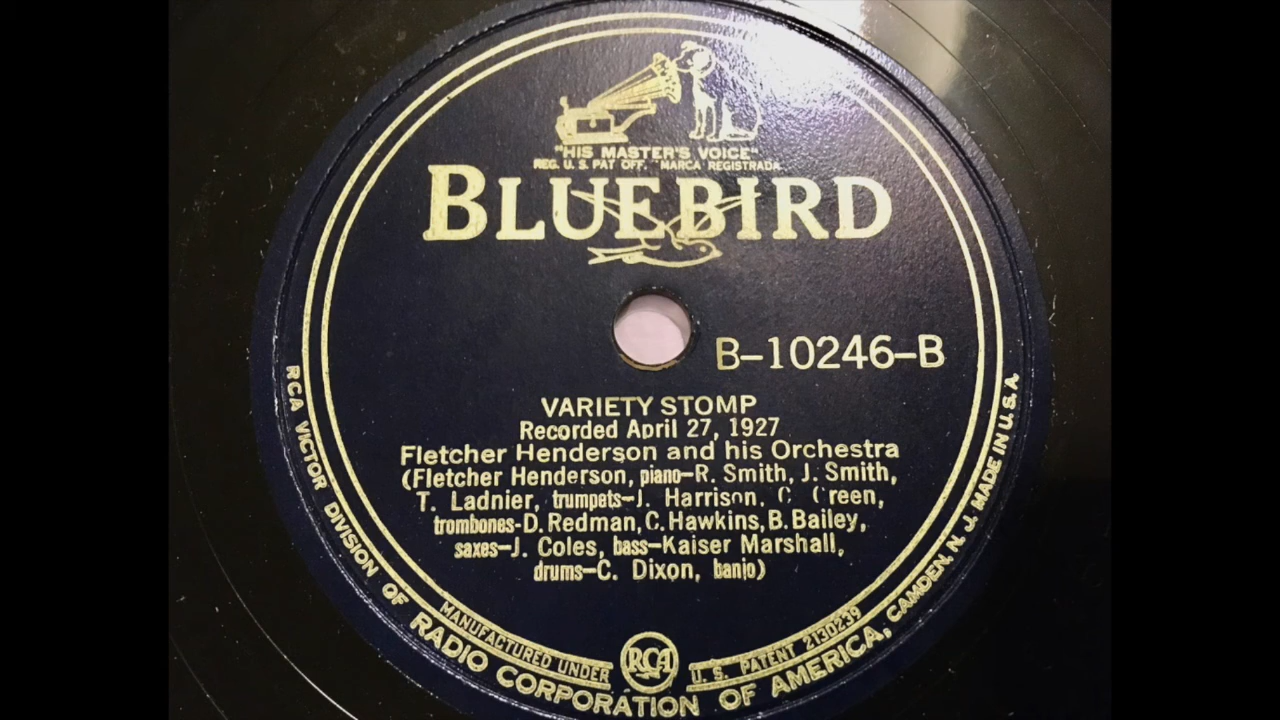 "HIS MASTER'S VOICE"
REG. U. S. PAT OFF. "MARCA REGISTRADA
BLUEBIRD
B-10246-B
VARIETY STOMP
Recorded April 27, 1927
Fletcher Henderson and his Orchestra
(Fletcher Henderson, piano-R. Smith, J. Smith,
T. Ladnier, trumpets-J. Harrison, C. Green,
trombones-D. Redman, C. Hawkins, B. Bailey,
saxes-J. Coles, bass-Kaiser Marshall,
drums-C. Dixon, banjo)
MANUFACTURED UNDER RCA U. S. PATENT 2130239
RCA VICTOR DIVISION OF RADIO CORPORATION OF AMERICA, CAMDEN, N. J. MADE IN U. S. A.